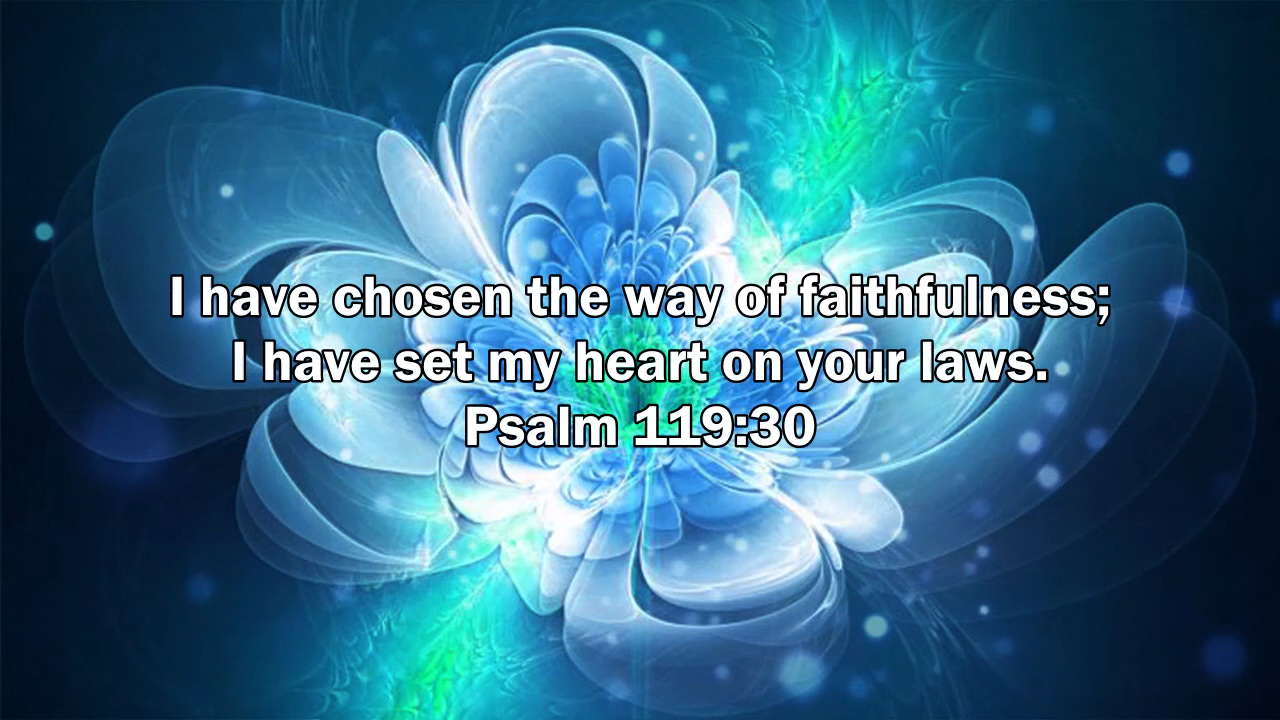 I have chosen the way of faithfulness;
I have set my heart on your laws.
Psalm 119:30